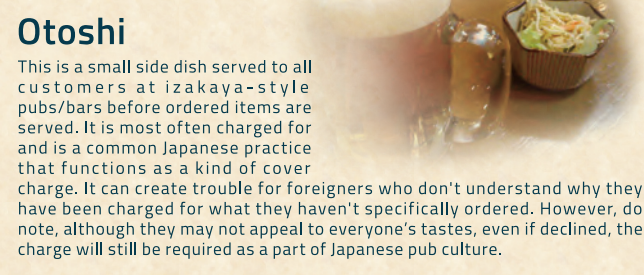 Otoshi
This is a small side dish served to all
customers at izakaya-style
pubs/bars before ordered items are
served. It is most often charged for
and is a common Japanese practice
that functions as a kind of cover
charge. It can create trouble for foreigners who don't understand why they
have been charged for what they haven't specifically ordered. However, do
note, although they may not appeal to everyone's tastes, even if declined, the
charge will still be required as a part of Japanese pub culture.